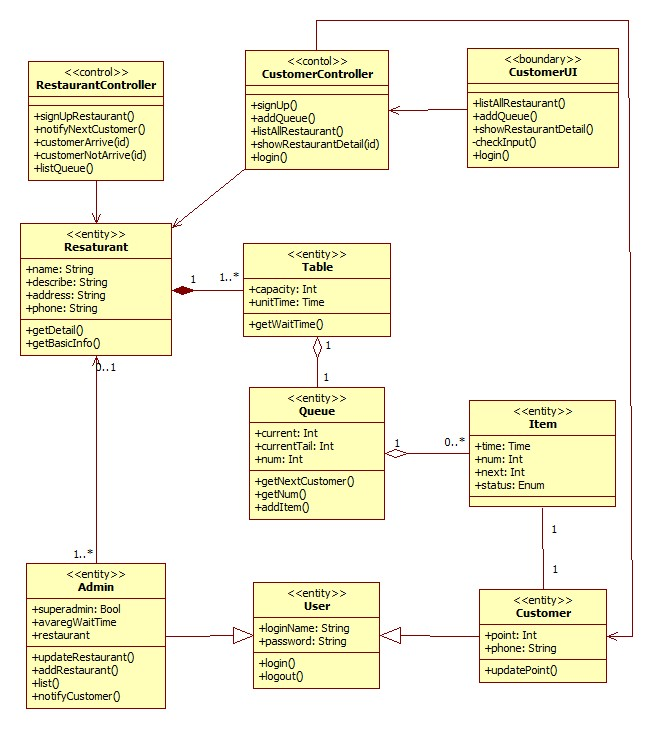 <<control>>
RestaurantController
+signUpRestaurant()
+notifyNextCustomer()
+customerArrive(id)
+customerNotArrive(id)
+listQueue()
<<contol>>
CustomerController
+signUp()
+addQueue()
+listAllRestaurant()
+showRestaurantDetail(id)
+login()
<<boundary>>
CustomerUI
+listAllRestaurant()
+addQueue()
+showRestaurantDetail()
-checkInput()
+login()
<<entity>>
Resaturant
+name: String
+describe: String
+address: String
+phone: String
+getDetail()
+getBasicInfo()
1
1..*
<<entity>>
Table
+capacity: Int
+unitTime: Time
+getWaitTime()
1
1
0..1
<<entity>>
Queue
+current: Int
+currentTail: Int
+num: Int
+getNextCustomer()
+getNum()
+addItem()
1
0..*
<<entity>>
Item
+time: Time
+num: Int
+next: Int
+status: Enum
1
1
1..*
<<entity>>
Admin
+superadmin: Bool
+avaregWaitTime
+restaurant
+updateRestaurant()
+addRestaurant()
+list()
+notifyCustomer()
<<entity>>
User
+loginName: String
+password: String
+login()
+logout()
<<entity>>
Customer
+point: Int
+phone: String
+updatePoint()